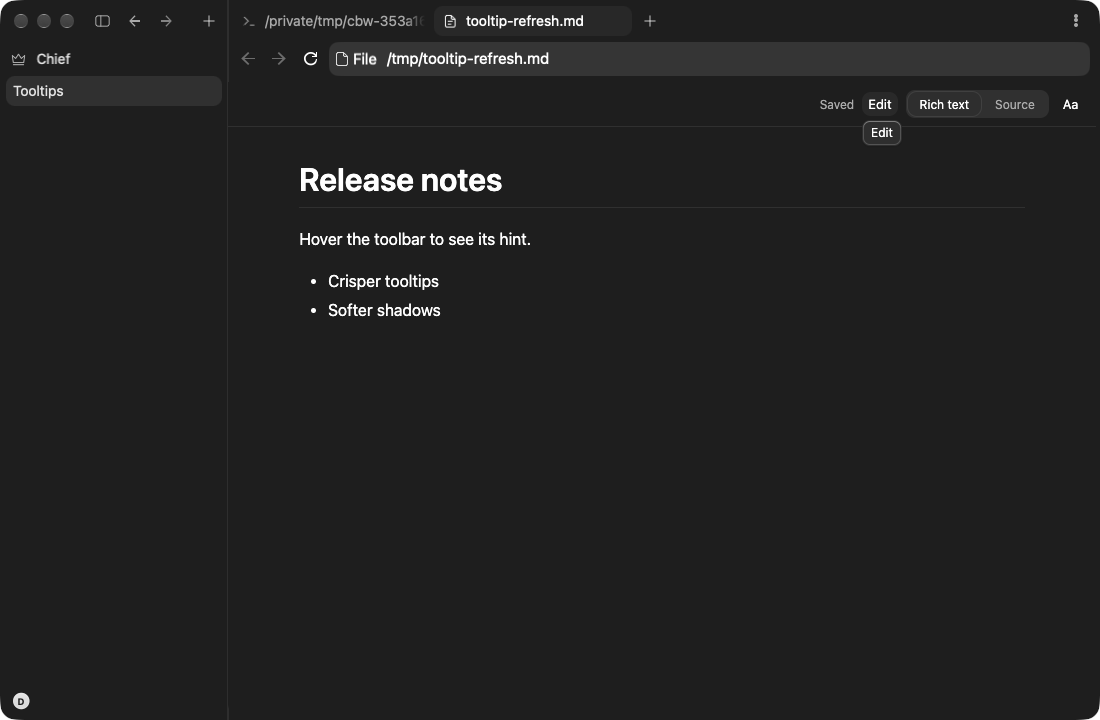 /private/tmp/cbw-353a1
tooltip-refresh.md
Chief
File /tmp/tooltip-refresh.md
Tooltips
Saved Edit Rich text Source Aa
Edit
Release notes
Hover the toolbar to see its hint.
• Crisper tooltips
• Softer shadows
D